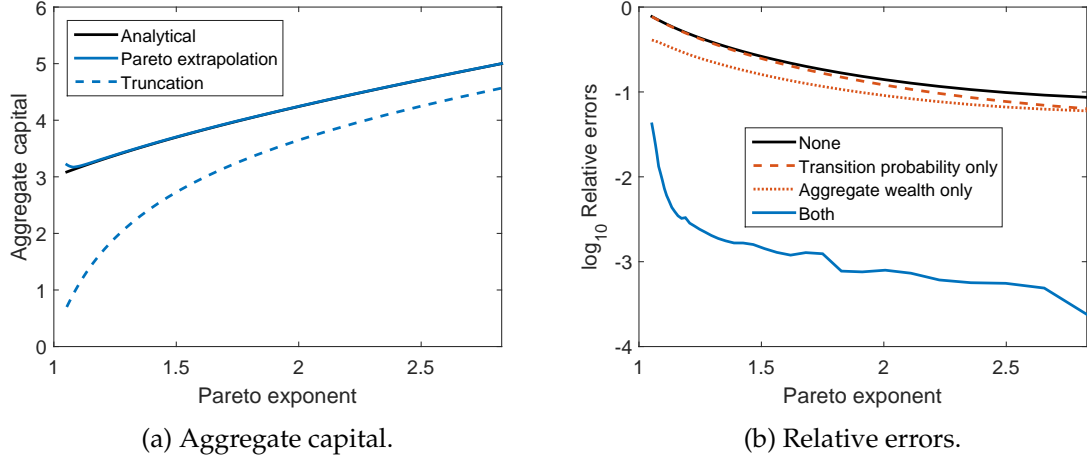 6
5
4
3
2
1
0
Aggregate capital
Analytical
Pareto extrapolation
Truncation
1
1.5
2
2.5
Pareto exponent
(a) Aggregate capital.
0
-1
-2
-3
-4
log10 Relative errors
None
Transition probability only
Aggregate wealth only
Both
1
1.5
2
2.5
Pareto exponent
(b) Relative errors.